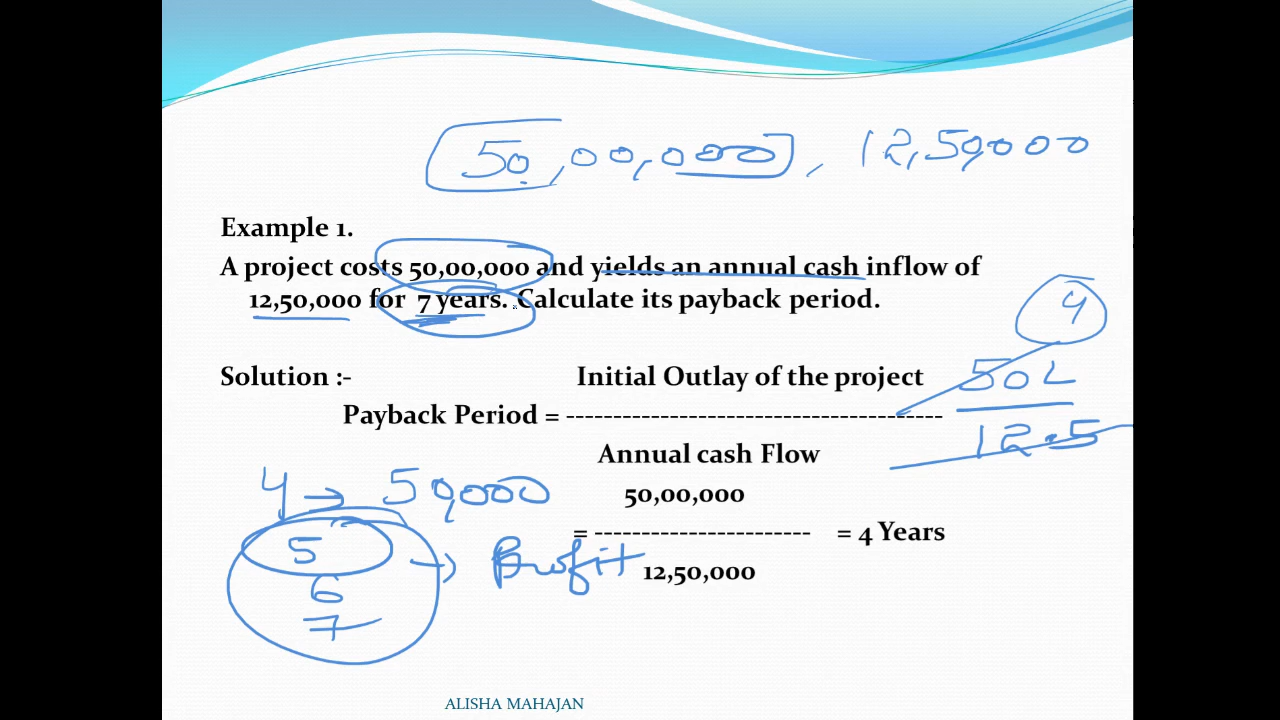 50,00,000 , 12,50,000
Example 1.
A project costs 50,00,000 and yields an annual cash inflow of
12,50,000 for 7 years. Calculate its payback period.
4
Solution :- Initial Outlay of the project
50L
Payback Period = ----------------------------------------
12.5
Annual cash Flow
4 → 50,000
50,00,000
= ----------------------- = 4 Years
5 → Profit
12,50,000
6
7
ALISHA MAHAJAN